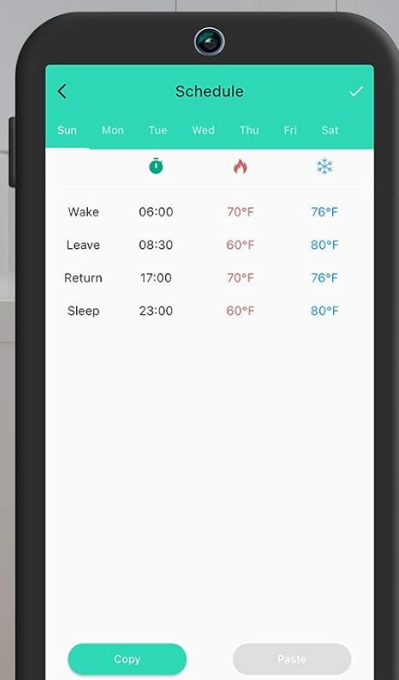 Schedule
Sun Mon Tue Wed Thu Fri Sat
Wake 06:00 70°F 76°F
Leave 08:30 60°F 80°F
Return 17:00 70°F 76°F
Sleep 23:00 60°F 80°F
Copy Paste